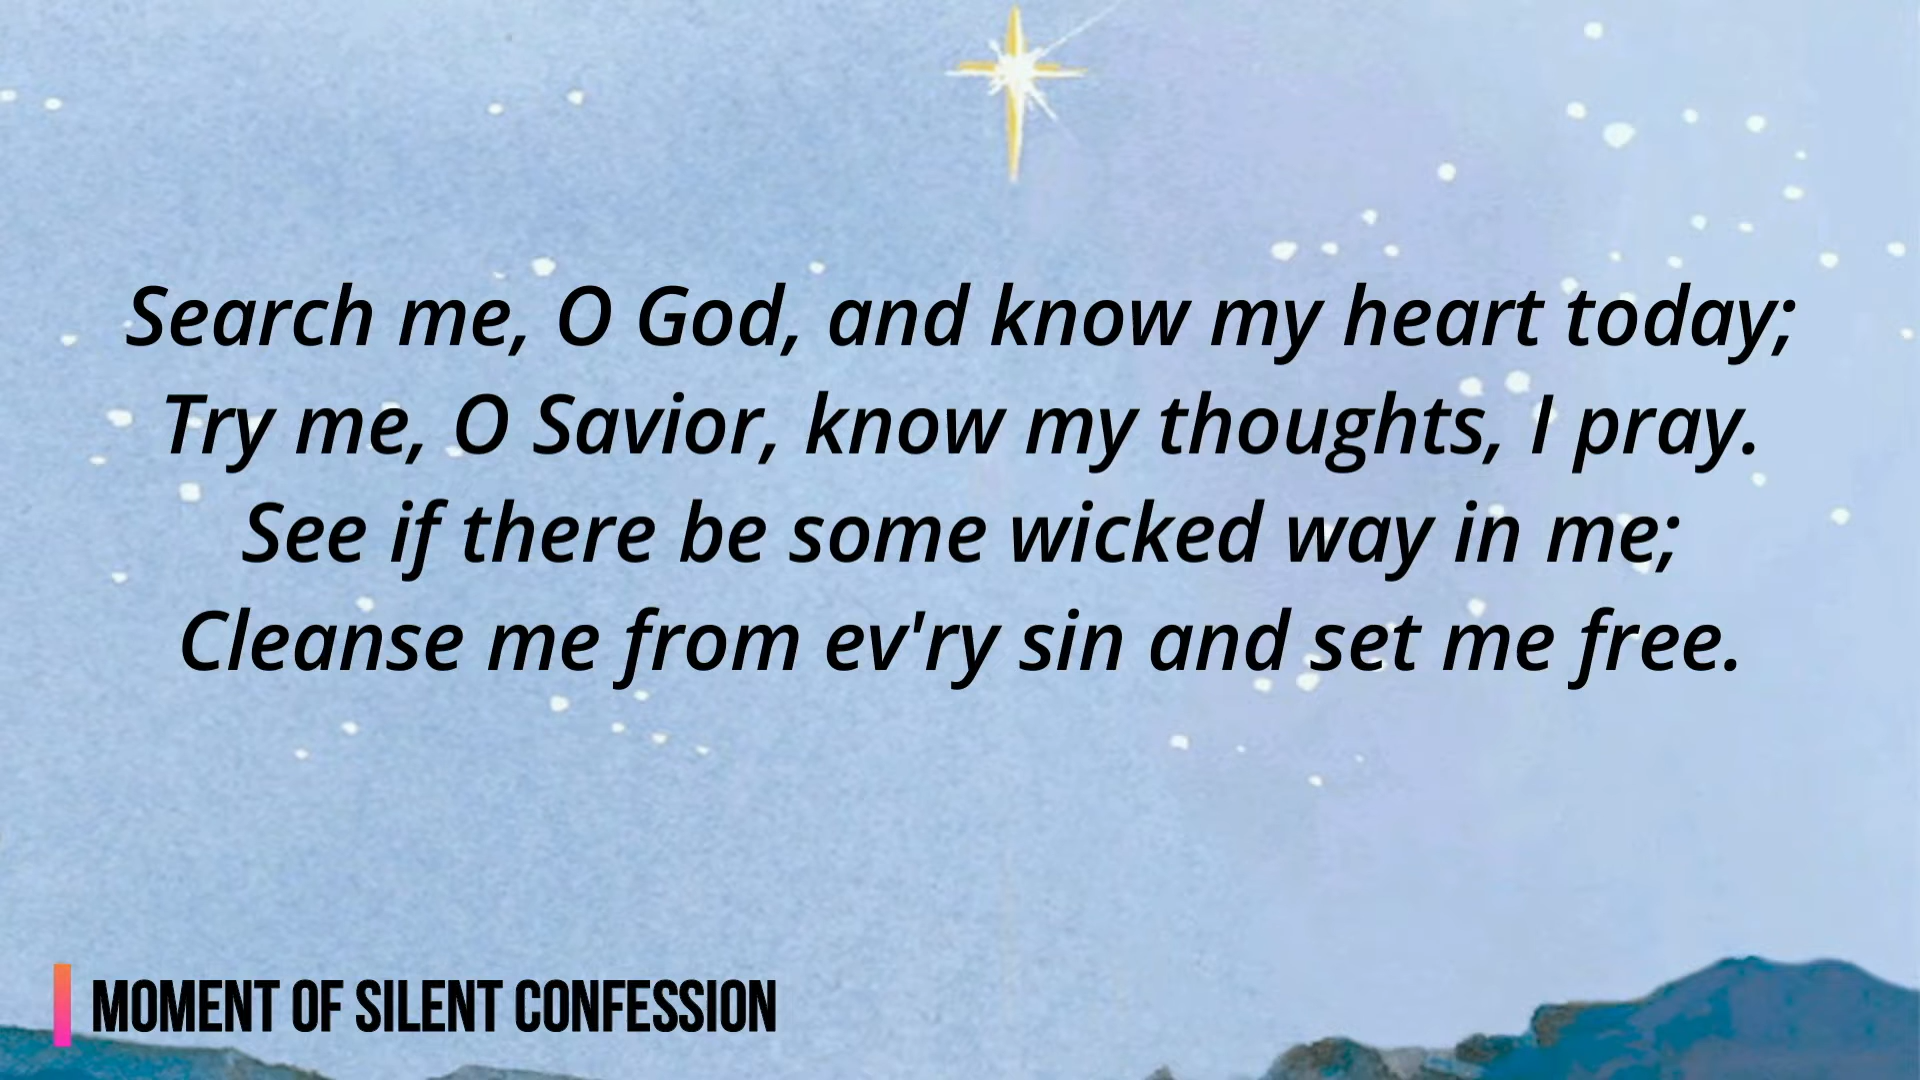 Search me, O God, and know my heart today;
Try me, O Savior, know my thoughts, I pray.
See if there be some wicked way in me;
Cleanse me from ev'ry sin and set me free.
MOMENT OF SILENT CONFESSION